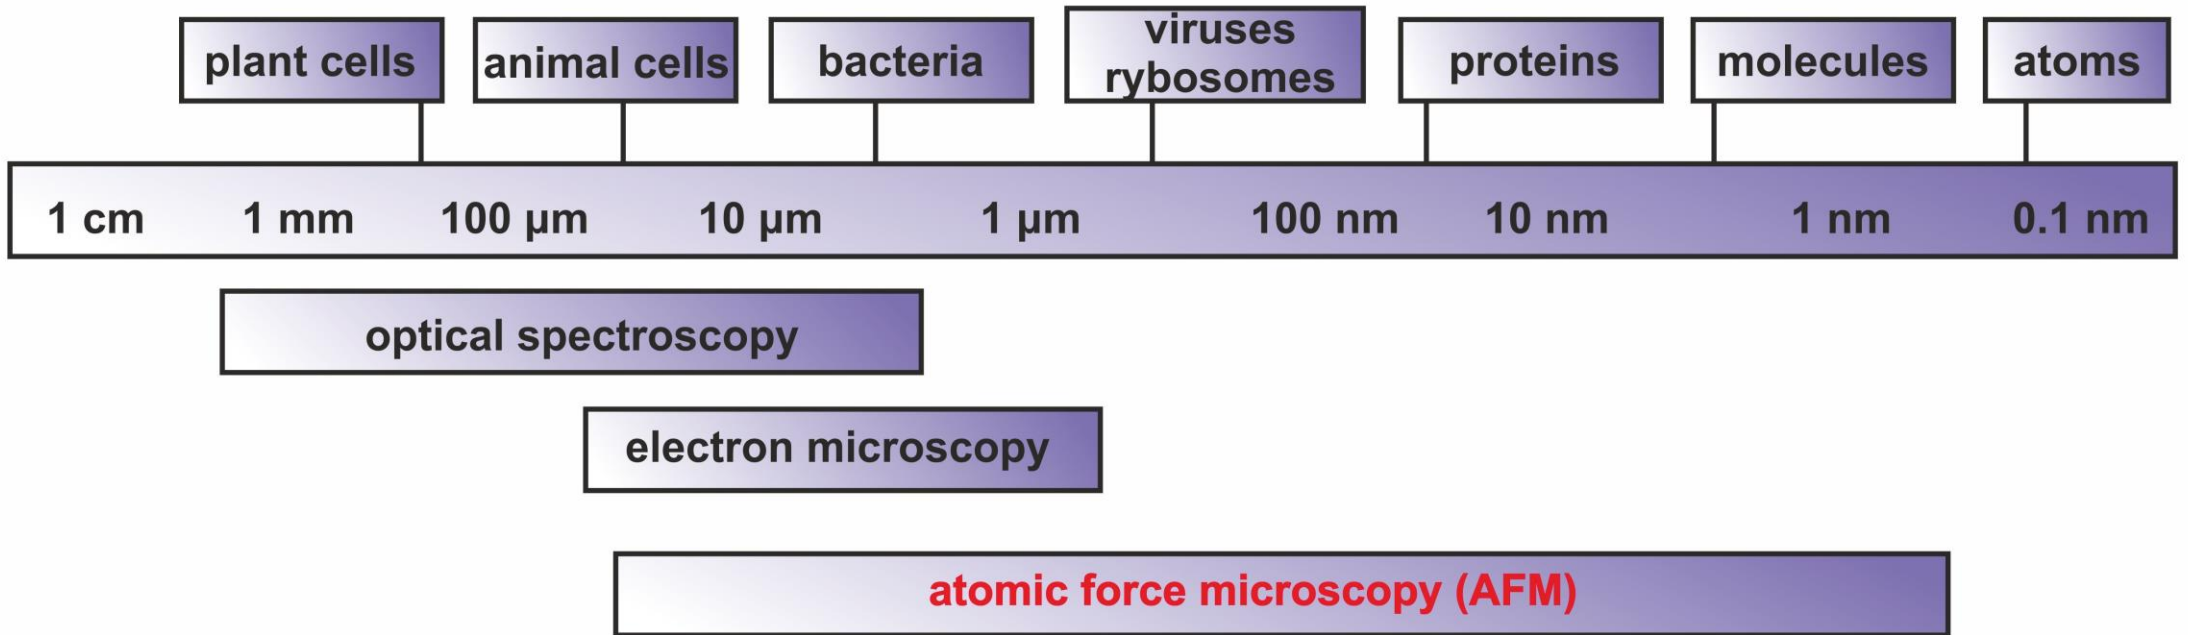 plant cells
animal cells
bacteria
viruses
rybosomes
proteins
molecules
atoms
1 cm
1 mm
100 µm
10 µm
1 µm
100 nm
10 nm
1 nm
0.1 nm
optical spectroscopy
electron microscopy
atomic force microscopy (AFM)